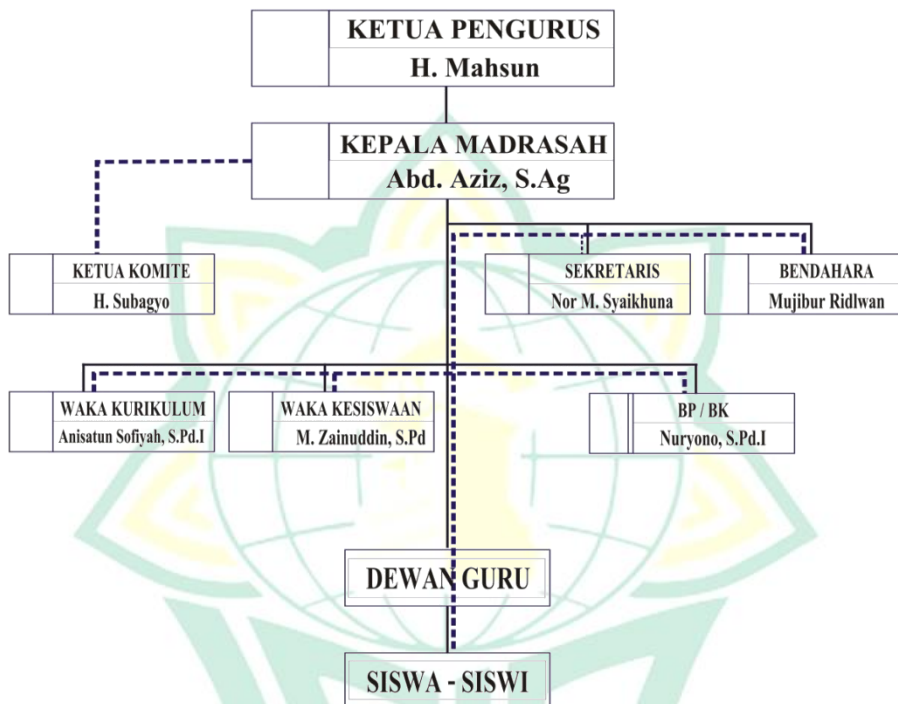 KETUA PENGURUS
H. Mahsun
KEPALA MADRASAH
Abd. Aziz, S.Ag
KETUA KOMITE
H. Subagyo
SEKRETARIS
Nor M. Syaikhuna
BENDAHARA
Mujibur Ridlwan
WAKA KURIKULUM
Anisatun Sofiyah, S.Pd.I
WAKA KESISWAAN
M. Zainuddin, S.Pd
BP / BK
Nuryono, S.Pd.I
DEWAN GURU
SISWA - SISWI